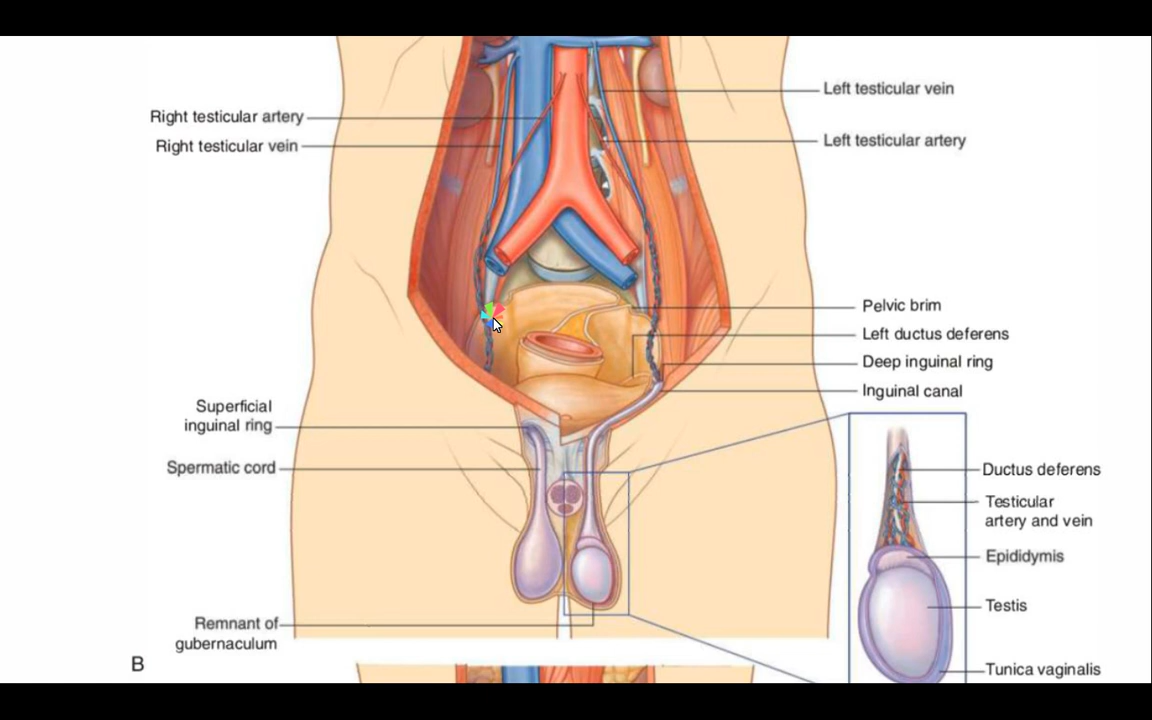 Right testicular artery
Right testicular vein
Left testicular vein
Left testicular artery
Pelvic brim
Left ductus deferens
Deep inguinal ring
Inguinal canal
Superficial
inguinal ring
Spermatic cord
Remnant of
gubernaculum
Ductus deferens
Testicular
artery and vein
Epididymis
Testis
Tunica vaginalis
B